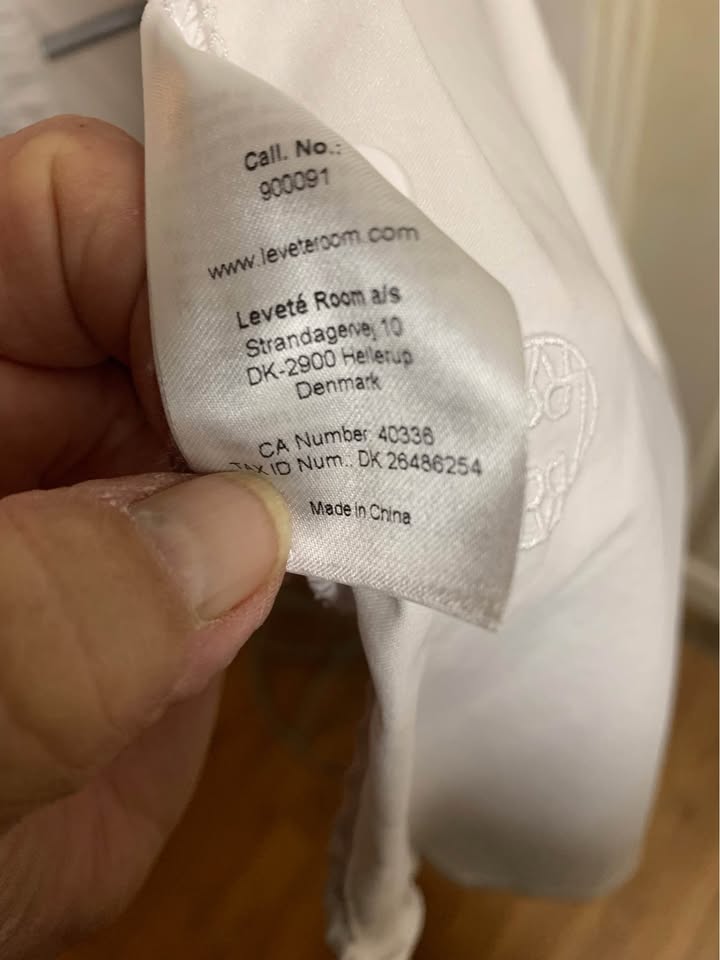 Call. No.:
900091
www.leveteroom.com
Leveté Room a/s
Strandagervej 10
DK-2900 Hellerup
Denmark
CA Number 40336
TAX ID Num.: DK 26486254
Made in China